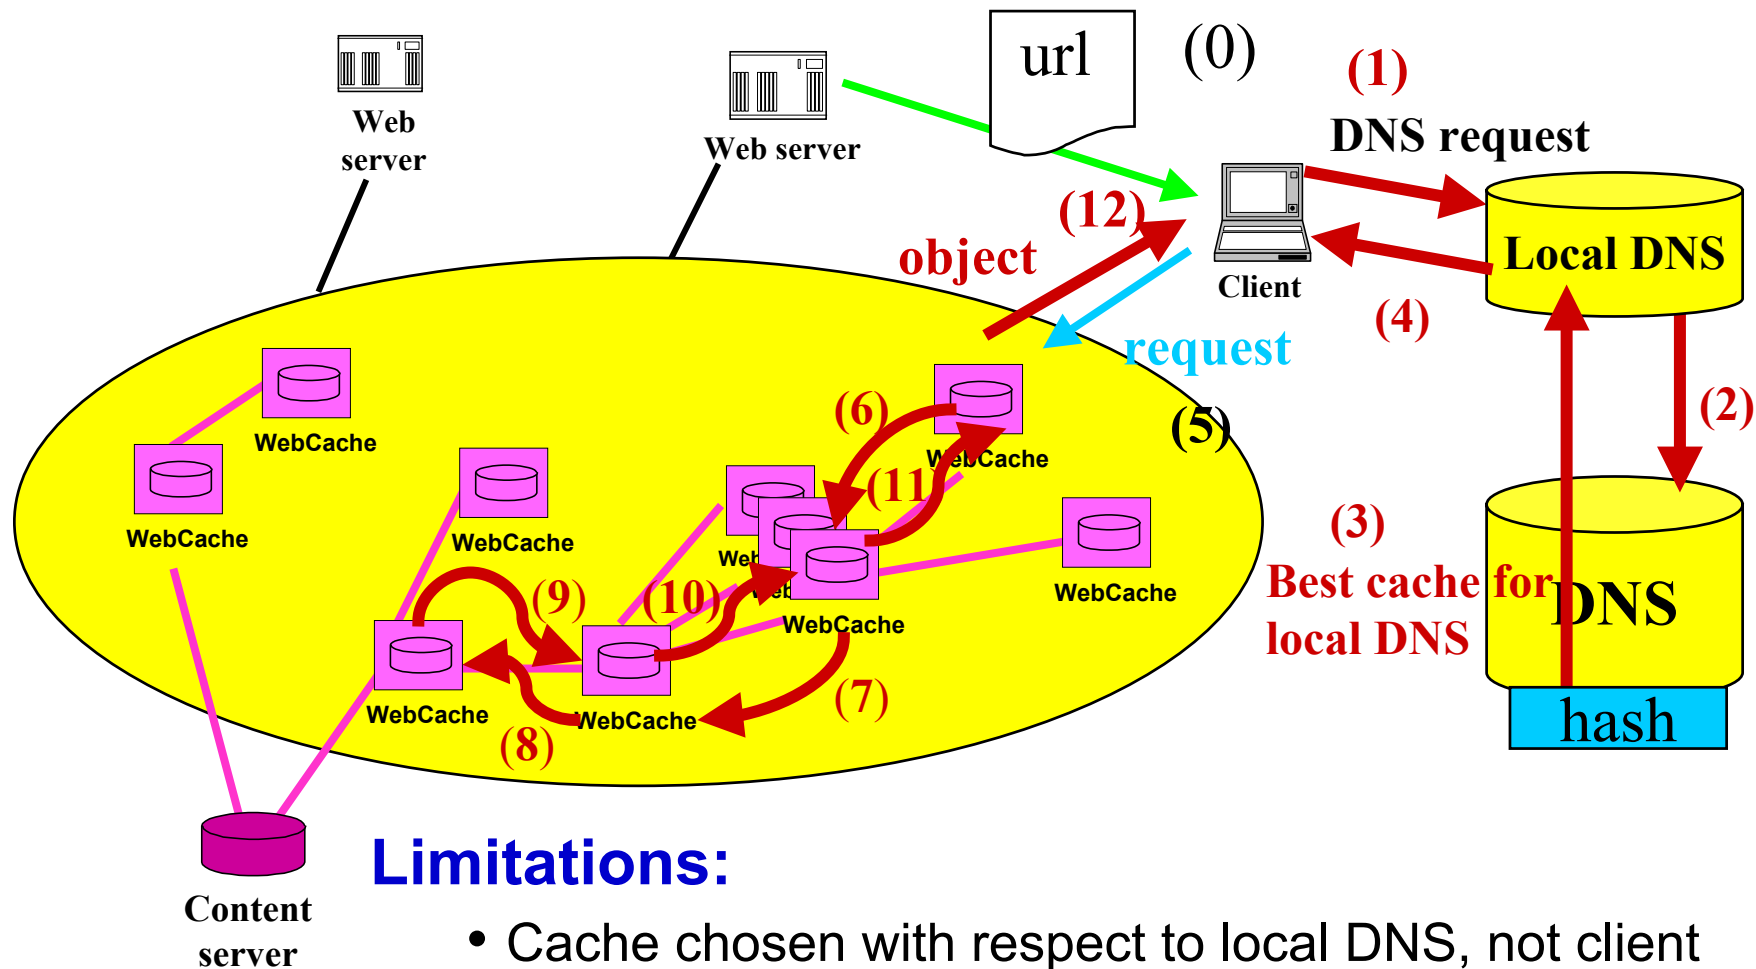 url
(0)
(1)
DNS request
Web
server
Web server
(12)
object
Client
Local DNS
(4)
request
(2)
(6)
(5)
WebCache
WebCache
(11)
WebCache
WebCache
(3)
Web
Web
WebCache
Best cache for
local DNS
DNS
(9)
(10)
WebCache
WebCache
WebCache
(7)
(8)
hash
Limitations:
Content
server
• Cache chosen with respect to local DNS, not client